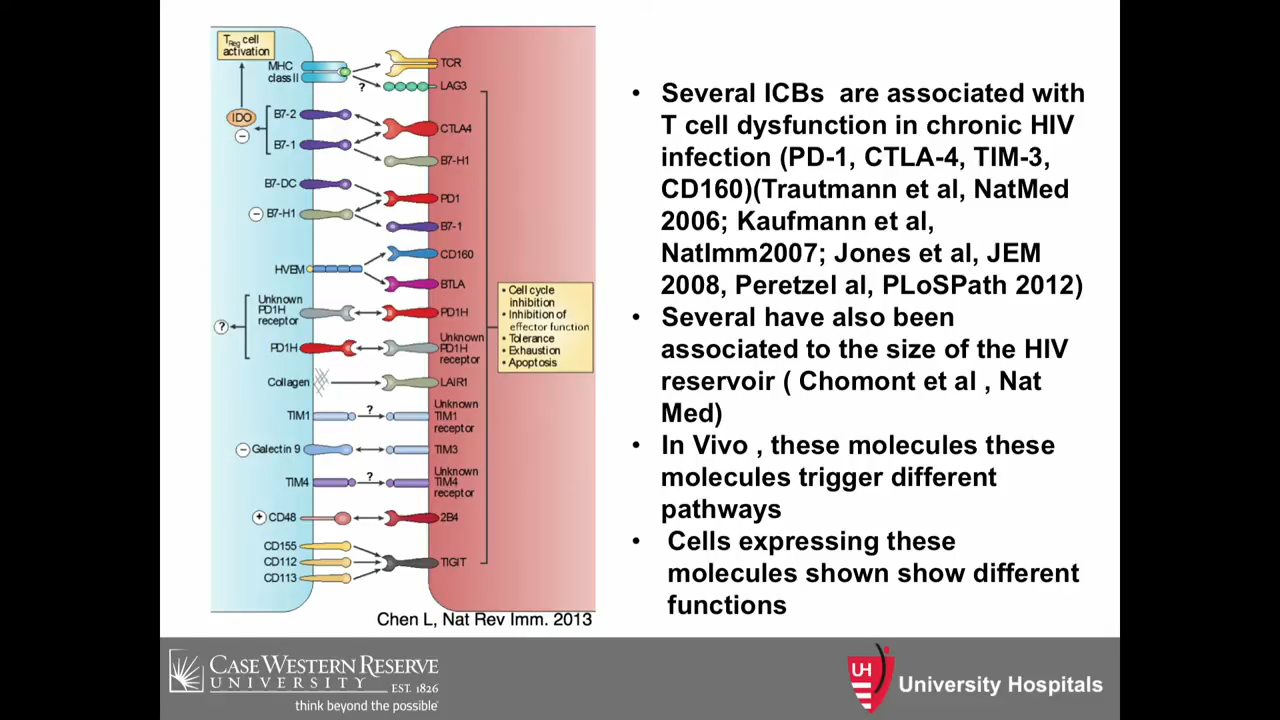 TReg cell
activation
MHC
class II
TCR
?
LAG3
IDO
−
B7-2
B7-1
CTLA4
B7-H1
B7-DC
− B7-H1
PD1
B7-1
HVEM
CD160
BTLA
Unknown
PD1H
receptor
PD1H
?
PD1H
Unknown
PD1H
receptor
Collagen
LAIR1
TIM1
?
Unknown
TIM1
receptor
− Galectin 9
TIM3
TIM4
?
Unknown
TIM4
receptor
+ CD48
2B4
CD155
CD112
CD113
TIGIT
• Cell cycle
inhibition
• Inhibition of
effector function
• Tolerance
• Exhaustion
• Apoptosis
Chen L, Nat Rev Imm. 2013
• Several ICBs are associated with
T cell dysfunction in chronic HIV
infection (PD-1, CTLA-4, TIM-3,
CD160)(Trautmann et al, NatMed
2006; Kaufmann et al,
NatImm2007; Jones et al, JEM
2008, Peretzel al, PLoSPath 2012)
• Several have also been
associated to the size of the HIV
reservoir ( Chomont et al , Nat
Med)
• In Vivo , these molecules these
molecules trigger different
pathways
• Cells expressing these
molecules shown show different
functions
CASE WESTERN RESERVE
UNIVERSITY EST. 1826
think beyond the possible®
UH
University Hospitals